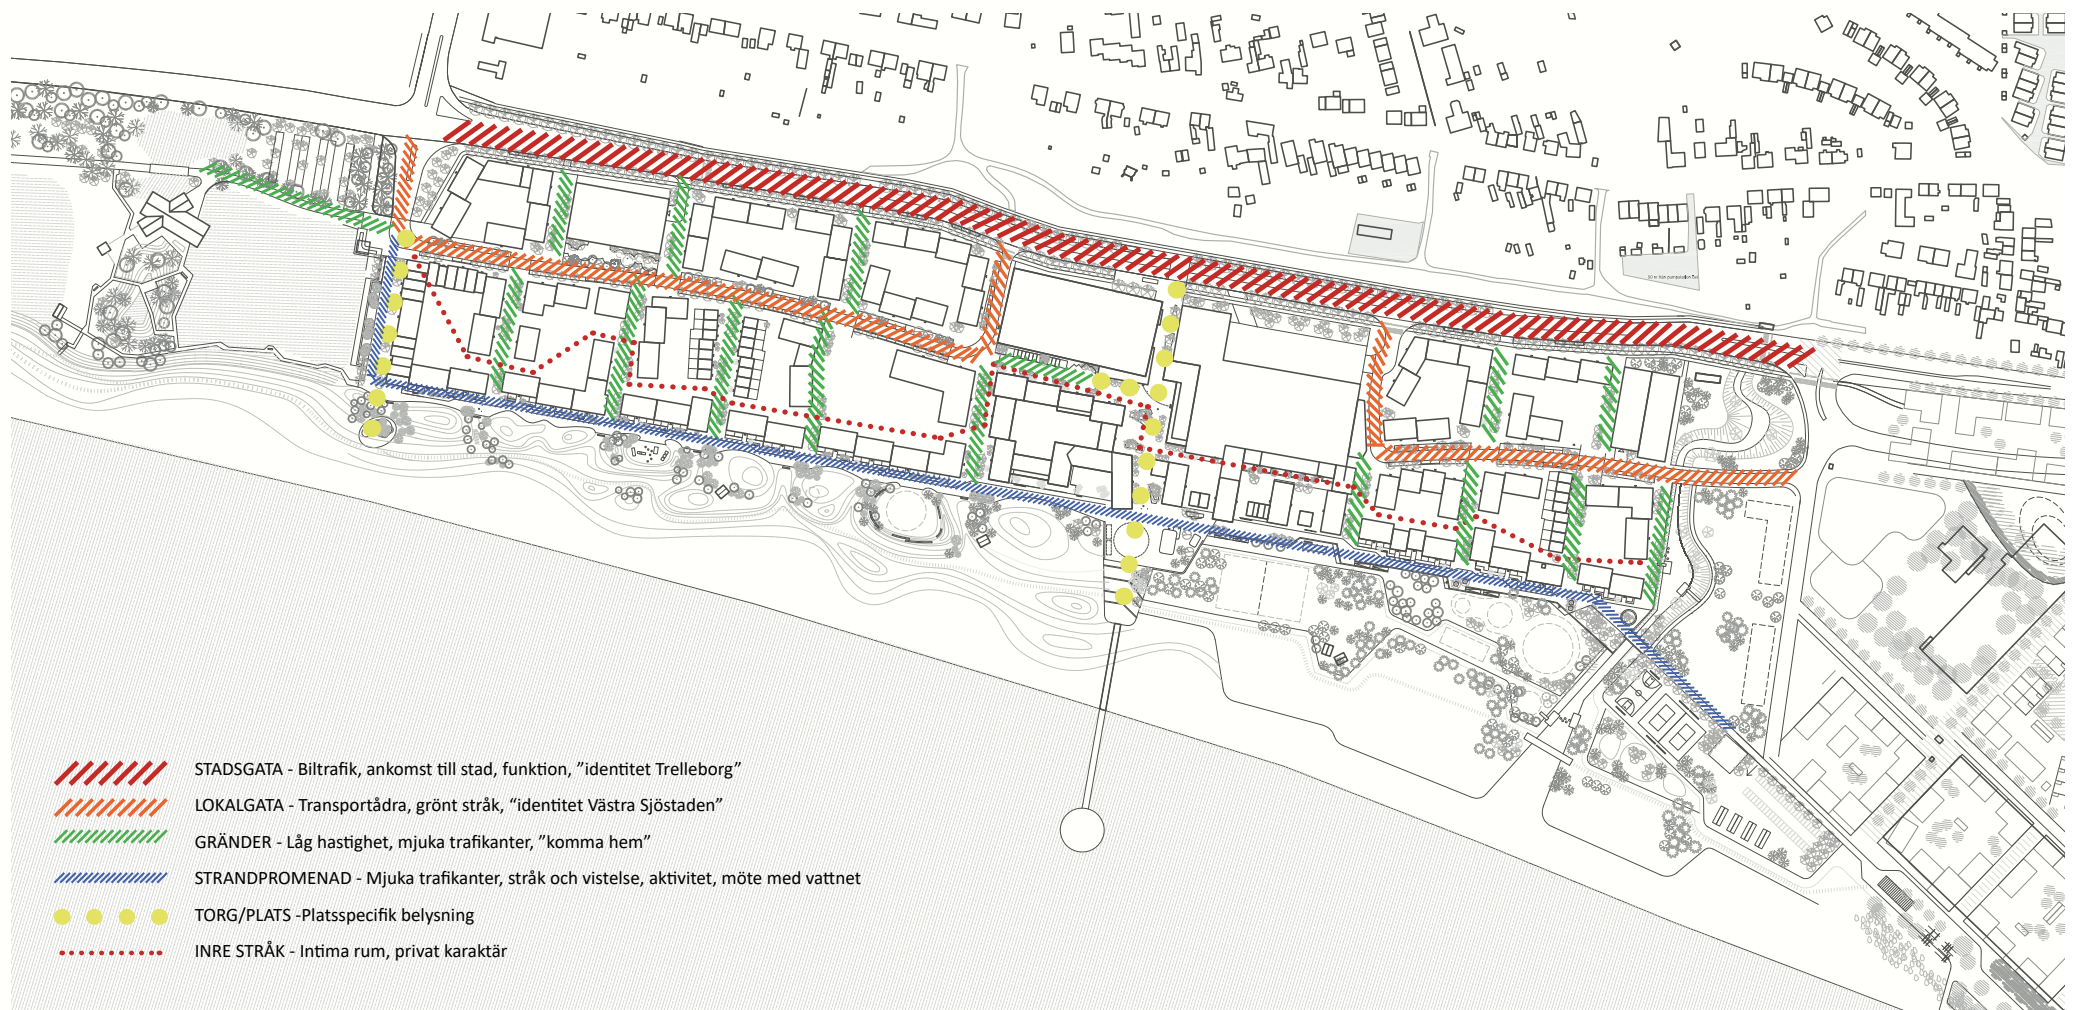 STADSGATA - Biltrafik, ankomst till stad, funktion, ”identitet Trelleborg”
LOKALGATA - Transportådra, grönt stråk, “identitet Västra Sjöstaden”
GRÄNDER - Låg hastighet, mjuka trafikanter, ”komma hem”
STRANDPROMENAD - Mjuka trafikanter, stråk och vistelse, aktivitet, möte med vattnet
TORG/PLATS -Platsspecifik belysning
INRE STRÅK - Intima rum, privat karaktär